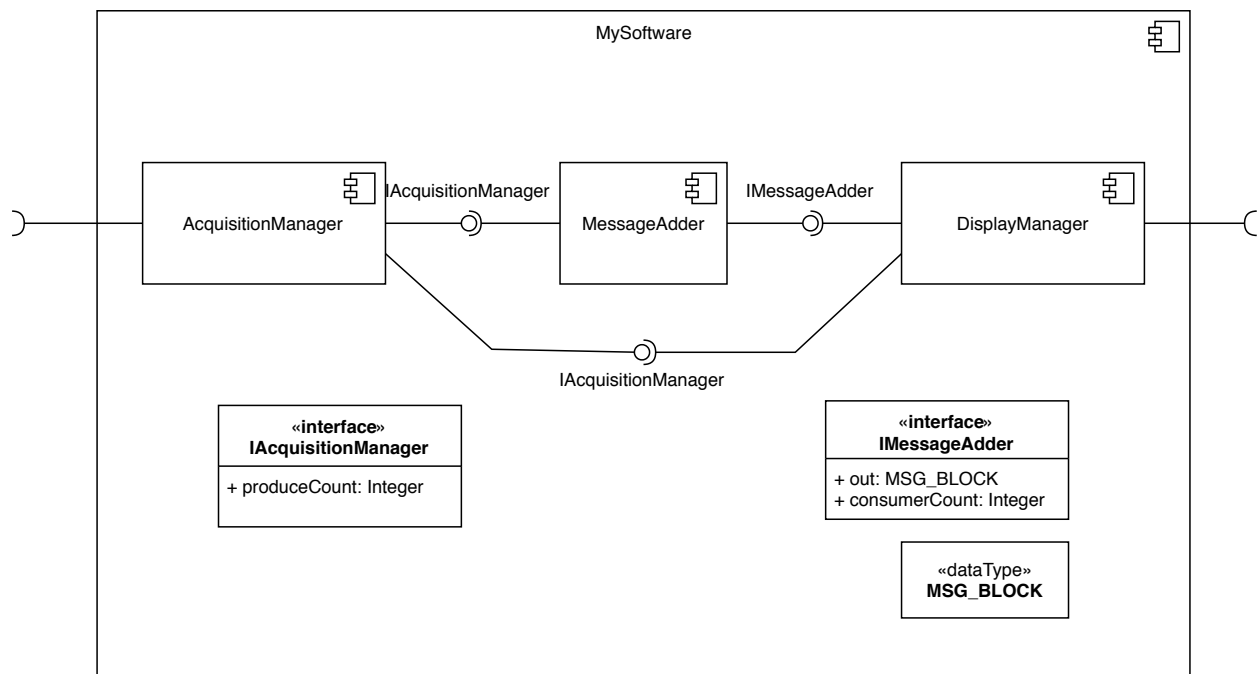 MySoftware
IAcquisitionManager
IMessageAdder
AcquisitionManager
MessageAdder
DisplayManager
IAcquisitionManager
«interface»
IAcquisitionManager
+ produceCount: Integer
«interface»
IMessageAdder
+ out: MSG_BLOCK
+ consumerCount: Integer
«dataType»
MSG_BLOCK